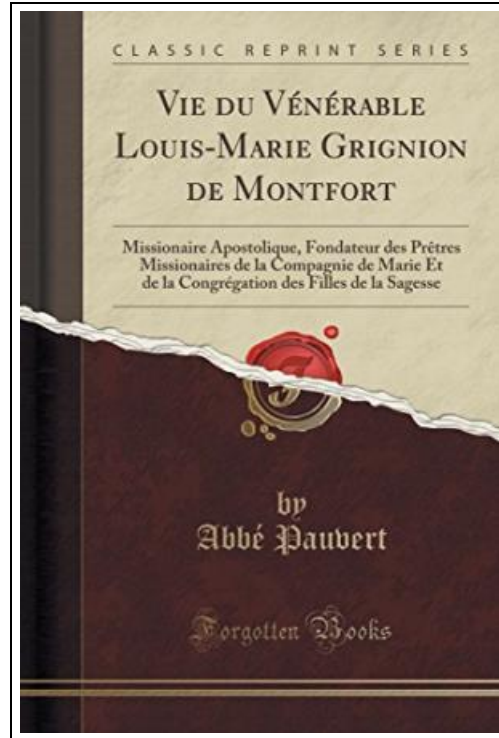 CLASSIC REPRINT SERIES
VIE DU VÉNÉRABLE
LOUIS-MARIE GRIGNION
DE MONTFORT
Missionaire Apostolique, Fondateur des Prêtres
Missionaires de la Compagnie de Marie Et
de la Congrégation des Filles de la Sagesse
by
Abbé Pauvert
Forgotten Books